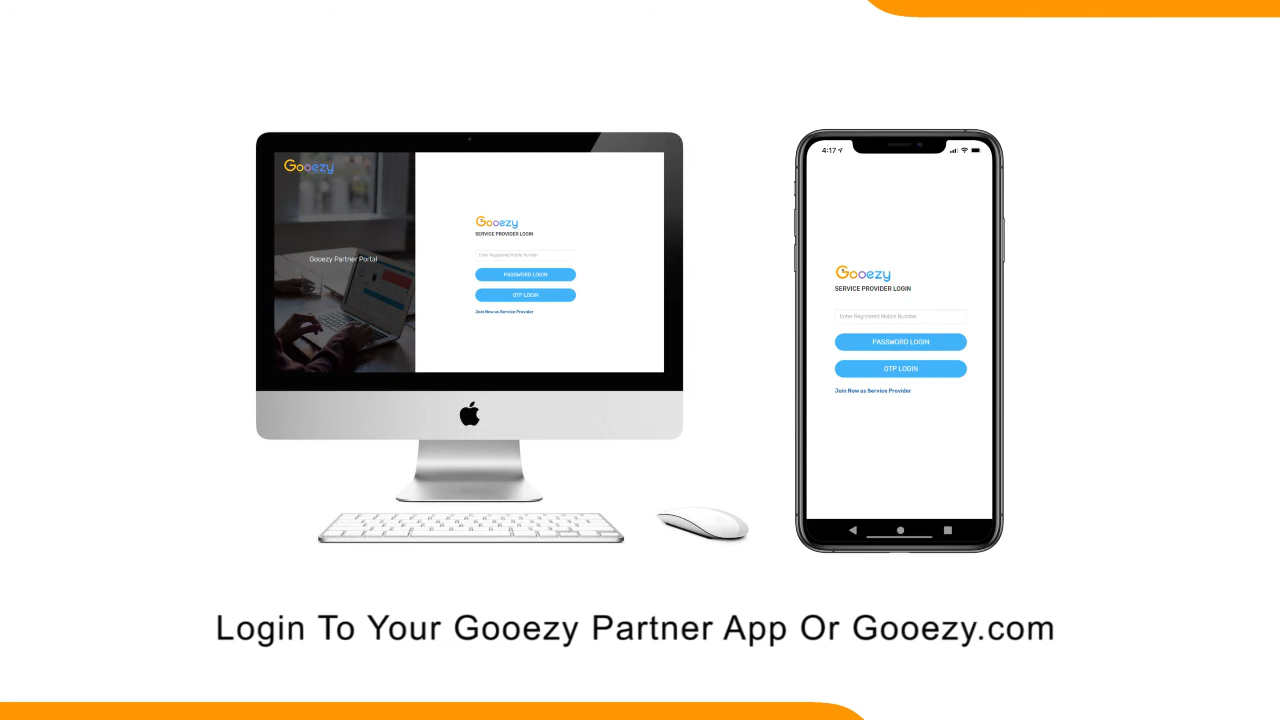 Gooezy
Gooezy Partner Portal
Gooezy
SERVICE PROVIDER LOGIN
Enter Registered Mobile Number
PASSWORD LOGIN
OTP LOGIN
Join Now as Service Provider
4:17
Gooezy
SERVICE PROVIDER LOGIN
Enter Registered Mobile Number
PASSWORD LOGIN
OTP LOGIN
Join Now as Service Provider
Login To Your Gooezy Partner App Or Gooezy.com